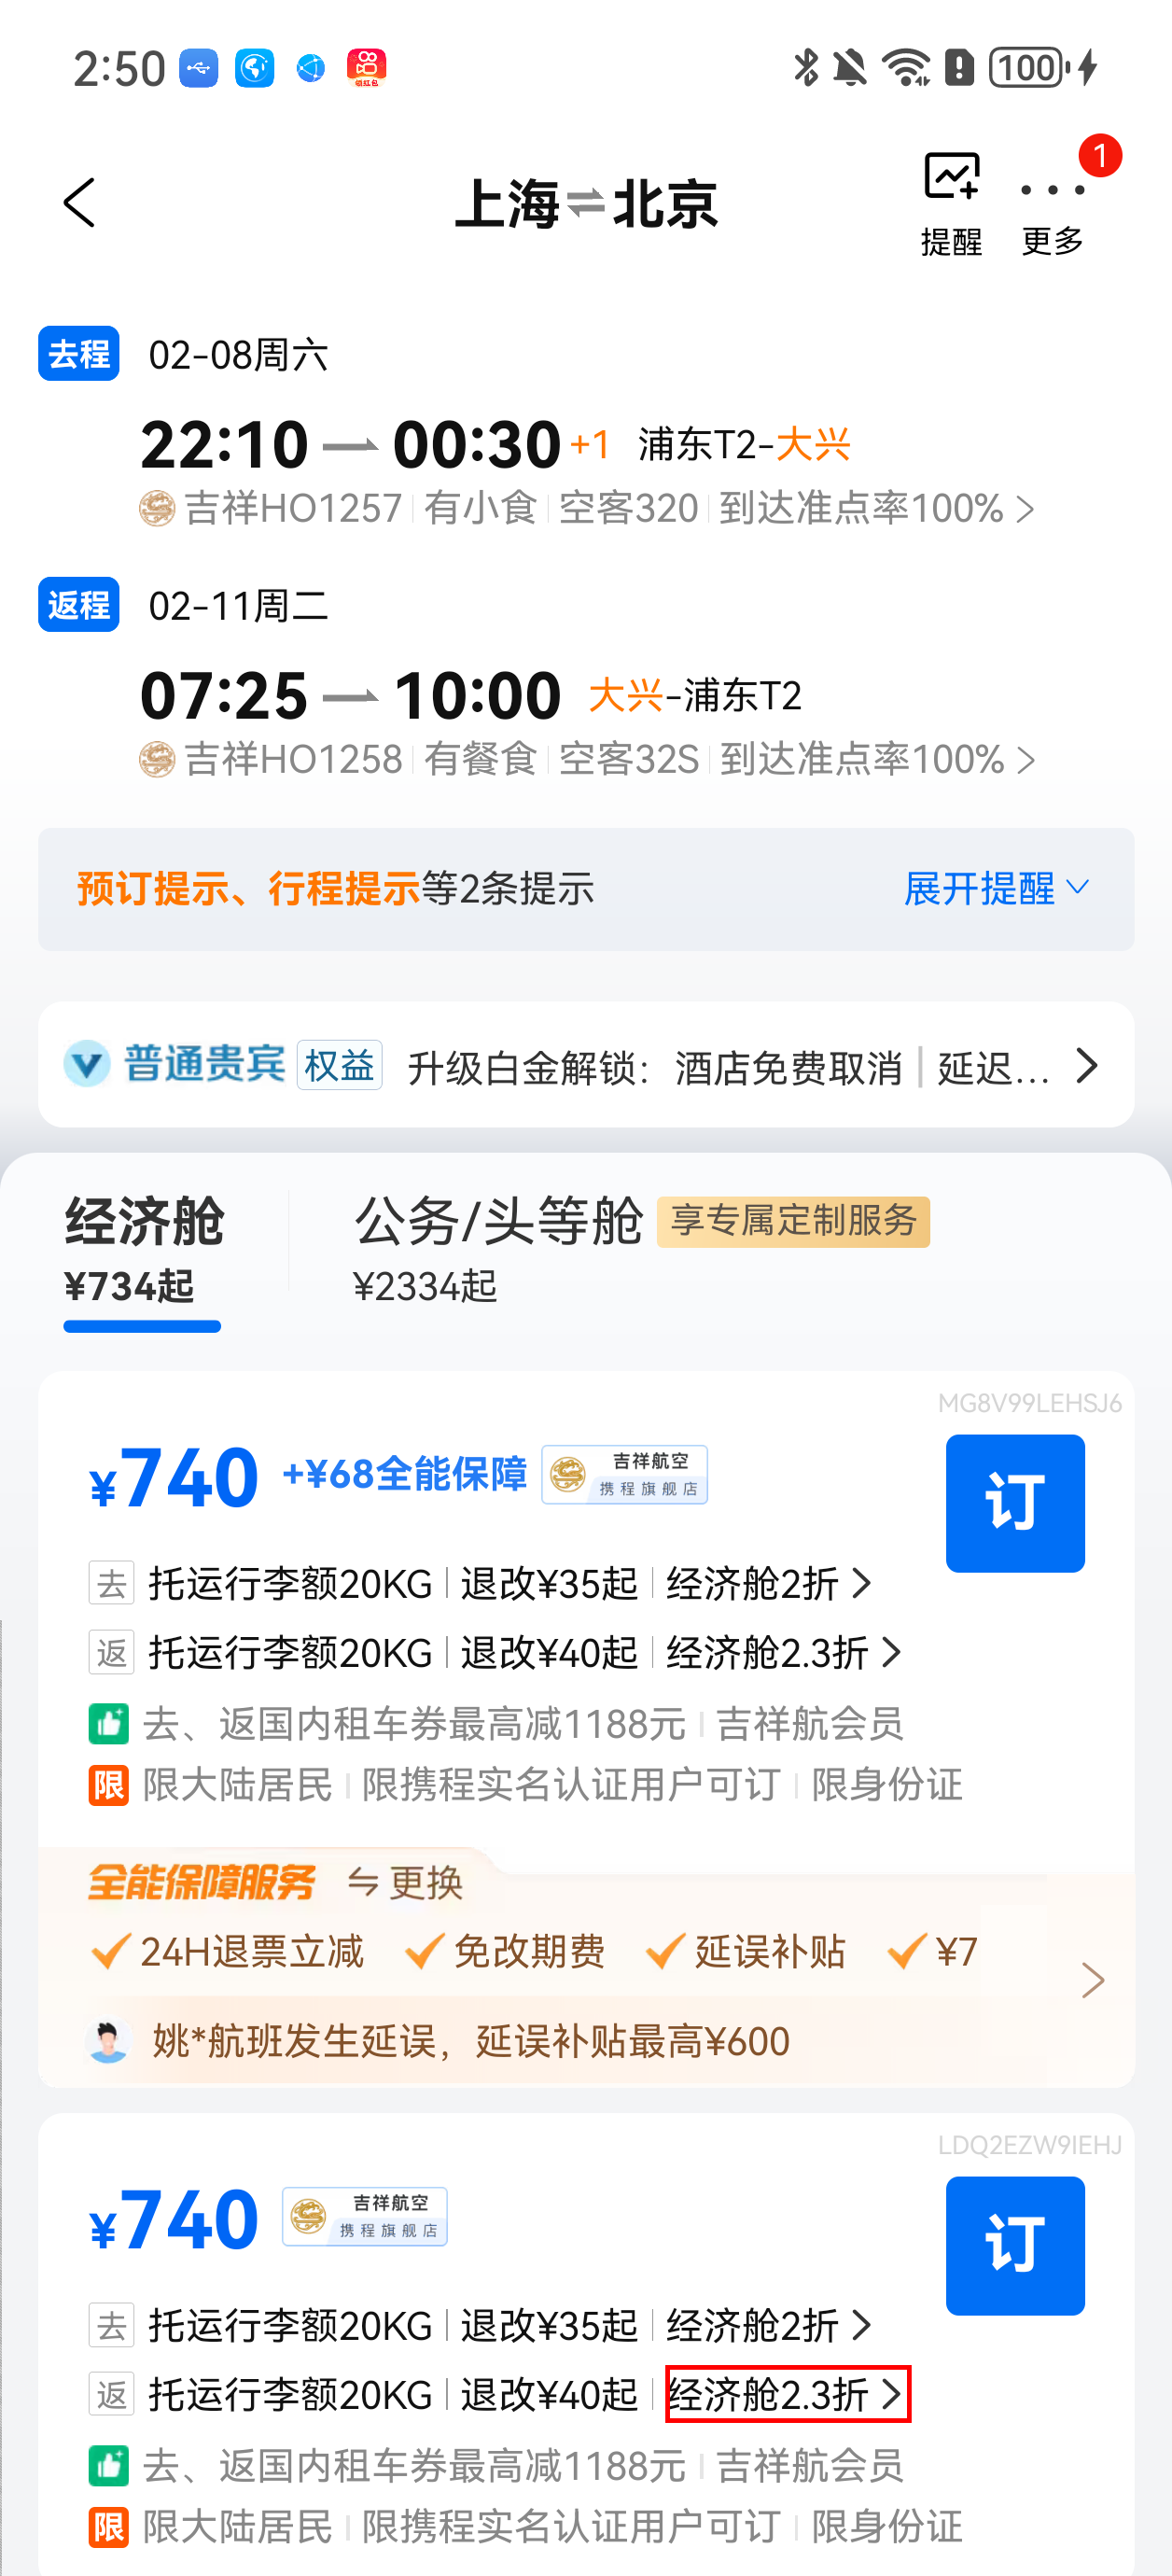 2:50
领红包
100
上海⇌北京
提醒
更多
1
去程 02-08周六
22:10 00:30 +1 浦东T2-大兴
吉祥HO1257 有小食 空客320 到达准点率100%
返程 02-11周二
07:25 10:00 大兴-浦东T2
吉祥HO1258 有餐食 空客32S 到达准点率100%
预订提示、行程提示等2条提示 展开提醒
普通贵宾 权益 升级白金解锁：酒店免费取消 | 延迟...
经济舱 公务/头等舱 享专属定制服务
¥734起 ¥2334起
MG8V99LEHSJ6
¥740 +¥68全能保障 吉祥航空 携程旗舰店 订
去 托运行李额20KG 退改¥35起 经济舱2折
返 托运行李额20KG 退改¥40起 经济舱2.3折
去、返国内租车券最高减1188元 吉祥航会员
限 限大陆居民 限携程实名认证用户可订 限身份证
全能保障服务 更换
24H退票立减 免改期费 延误补贴 ¥7
姚*航班发生延误，延误补贴最高¥600
LDQ2EZW9IEHJ
¥740 吉祥航空 携程旗舰店 订
去 托运行李额20KG 退改¥35起 经济舱2折
返 托运行李额20KG 退改¥40起 经济舱2.3折
去、返国内租车券最高减1188元 吉祥航会员
限 限大陆居民 限携程实名认证用户可订 限身份证